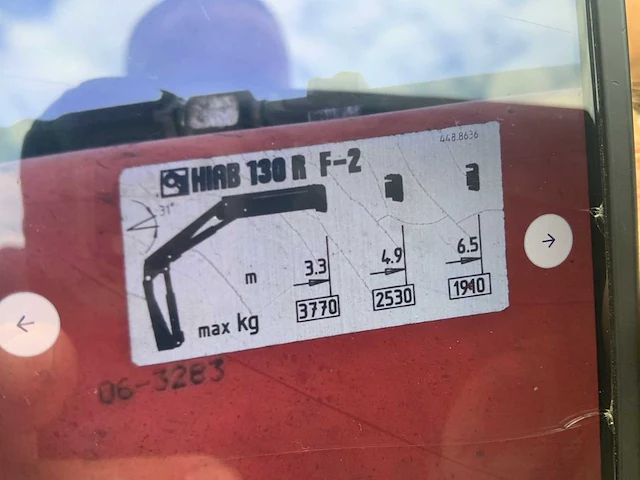 448.8636
HIAB 130 R F-2
31°
m 3.3 4.9 6.5
max kg 3770 2530 1940
06-3283